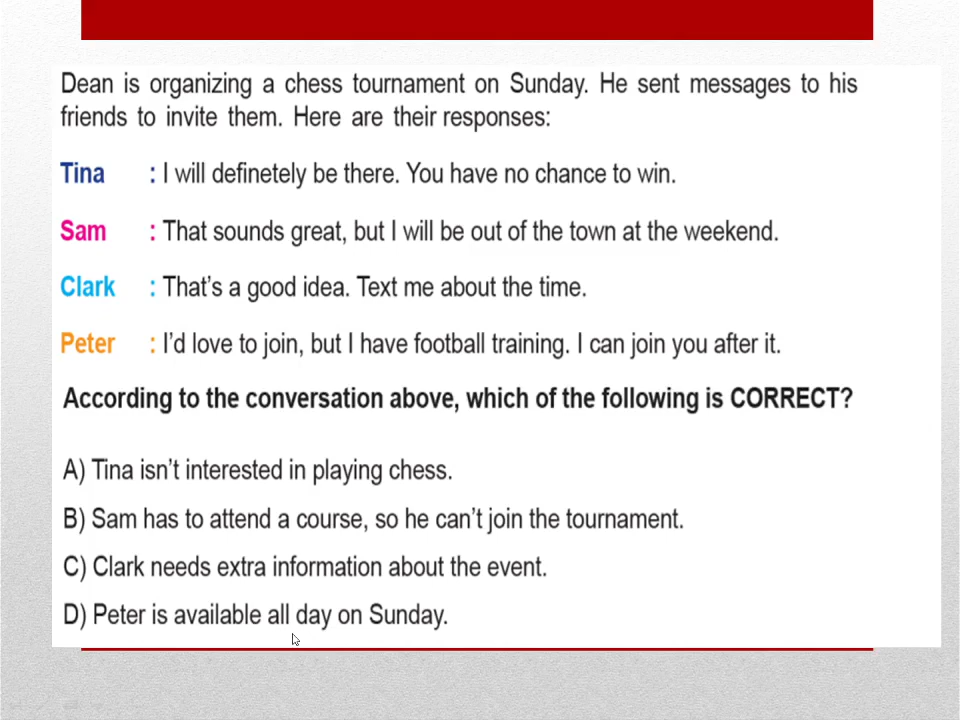 Dean is organizing a chess tournament on Sunday. He sent messages to his
friends to invite them. Here are their responses:
Tina : I will definetely be there. You have no chance to win.
Sam : That sounds great, but I will be out of the town at the weekend.
Clark : That's a good idea. Text me about the time.
Peter : I'd love to join, but I have football training. I can join you after it.
According to the conversation above, which of the following is CORRECT?
A) Tina isn't interested in playing chess.
B) Sam has to attend a course, so he can't join the tournament.
C) Clark needs extra information about the event.
D) Peter is available all day on Sunday.